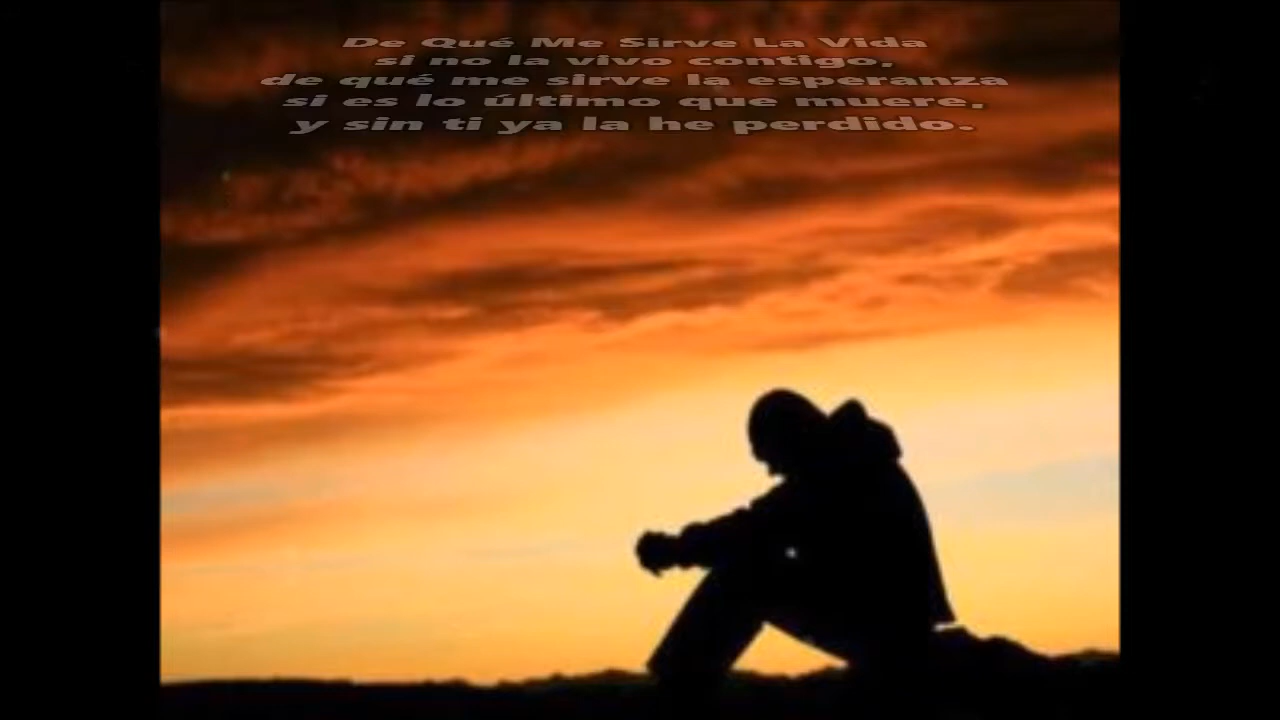 De Qué Me Sirve La Vida
si no la vivo contigo,
de qué me sirve la esperanza
si es lo último que muere,
y sin ti ya la he perdido.